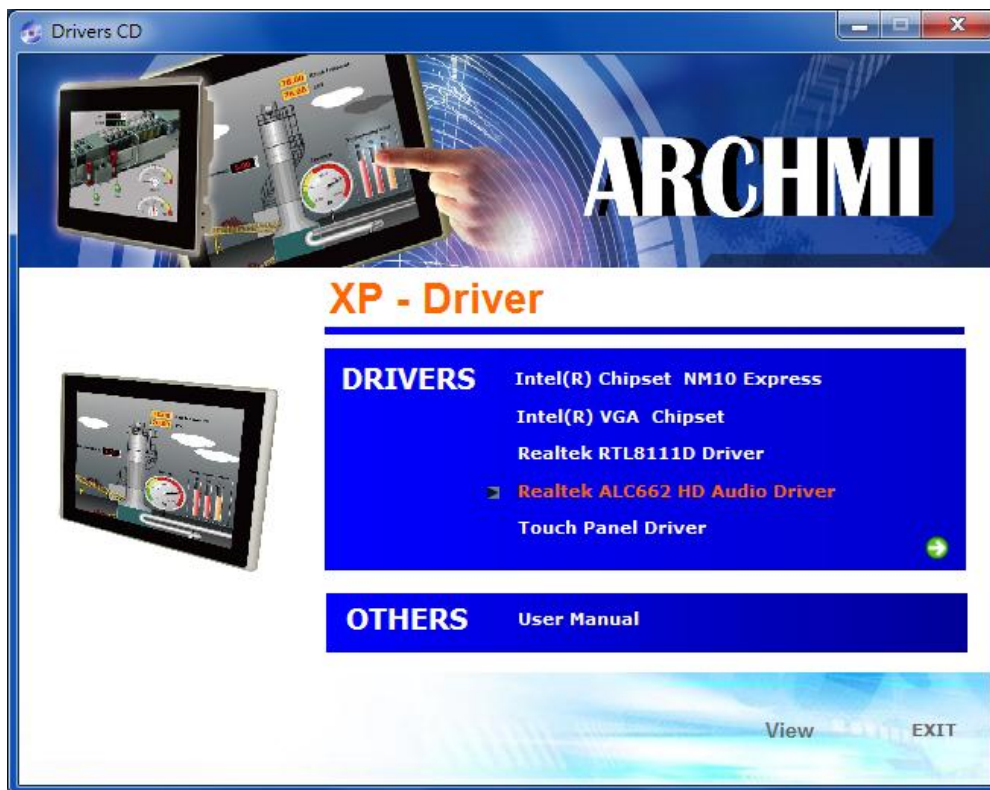 Drivers CD
ARCHMI
XP - Driver
DRIVERS
Intel(R) Chipset NM10 Express
Intel(R) VGA Chipset
Realtek RTL8111D Driver
Realtek ALC662 HD Audio Driver
Touch Panel Driver
OTHERS
User Manual
View
EXIT